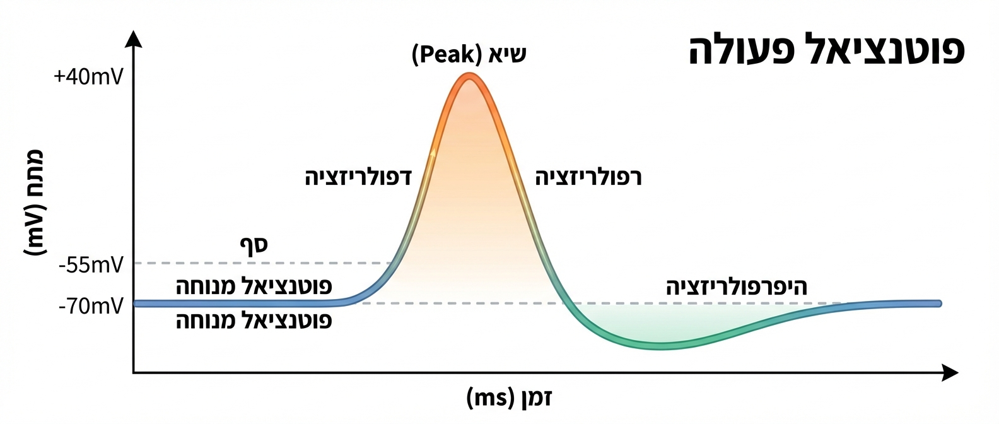 פוטנציאל פעולה
שיא (Peak)
+40mV
מתח (mV)
דפולריזציה
רפולריזציה
סף
-55mV
פוטנציאל מנוחה
היפרפולריזציה
-70mV
פוטנציאל מנוחה
זמן (ms)